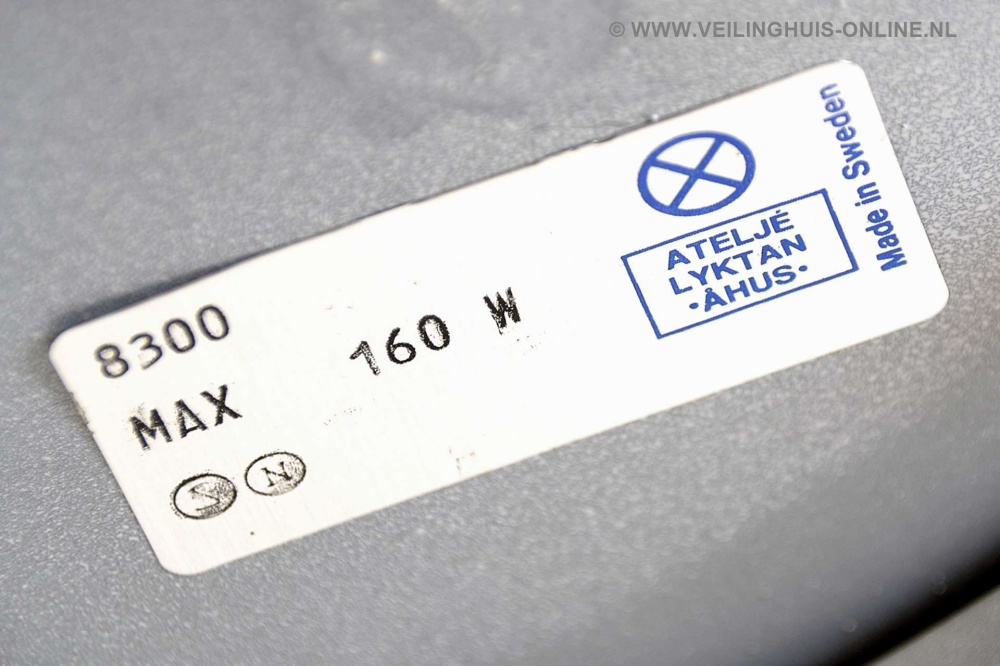 © WWW.VEILINGHUIS-ONLINE.NL
8300
MAX 160 W
S N
ATELJÉ
LYKTAN
·ÅHUS·
Made in Sweden